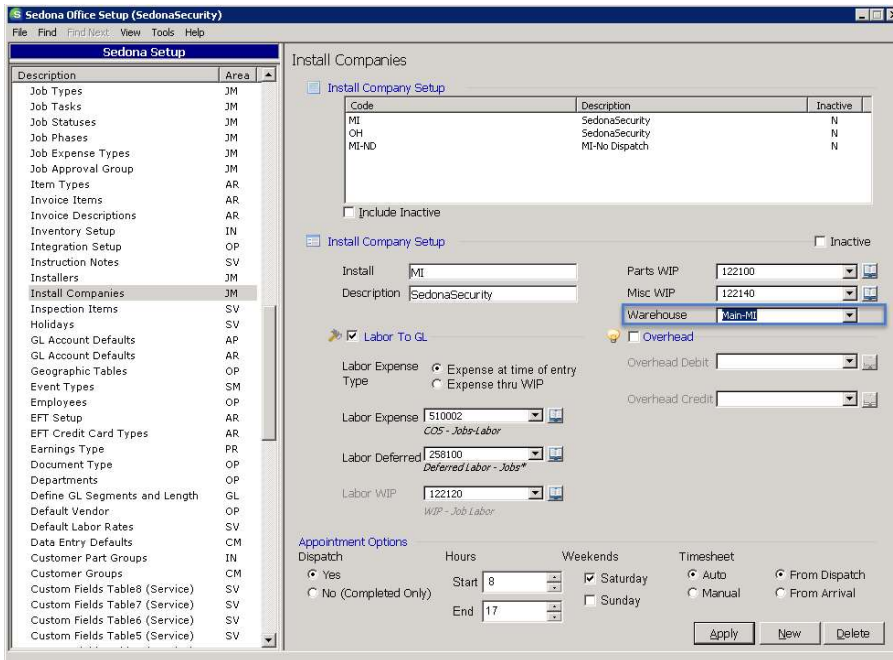 Sedona Office Setup (SedonaSecurity)
File Find Find Next View Tools Help
Sedona Setup
Description Area
Job Types JM
Job Tasks JM
Job Statuses JM
Job Phases JM
Job Expense Types JM
Job Approval Group JM
Item Types AR
Invoice Items AR
Invoice Descriptions AR
Inventory Setup IN
Integration Setup OP
Instruction Notes SV
Installers JM
Install Companies JM
Inspection Items SV
Holidays SV
GL Account Defaults AP
GL Account Defaults AR
Geographic Tables OP
Event Types SM
Employees OP
EFT Setup AR
EFT Credit Card Types AR
Earnings Type PR
Document Type OP
Departments OP
Define GL Segments and Length GL
Default Vendor OP
Default Labor Rates SV
Data Entry Defaults CM
Customer Part Groups IN
Customer Groups CM
Custom Fields Table8 (Service) SV
Custom Fields Table7 (Service) SV
Custom Fields Table6 (Service) SV
Custom Fields Table5 (Service) SV
Install Companies
Install Company Setup
Code Description Inactive
MI SedonaSecurity N
OH SedonaSecurity N
MI-ND MI-No Dispatch N
Include Inactive
Install Company Setup Inactive
Install MI Parts WIP 122100
Description SedonaSecurity Misc WIP 122140
Warehouse Main-MI
Labor To GL Overhead
Labor Expense Type Expense at time of entry Overhead Debit
Expense thru WIP
Overhead Credit
Labor Expense 510002
COS - Jobs-Labor
Labor Deferred 258100
Deferred Labor - Jobs*
Labor WIP 122120
WIP - Job Labor
Appointment Options
Dispatch Hours Weekends Timesheet
Yes Start 8 Saturday Auto From Dispatch
No (Completed Only) End 17 Sunday Manual From Arrival
Apply New Delete